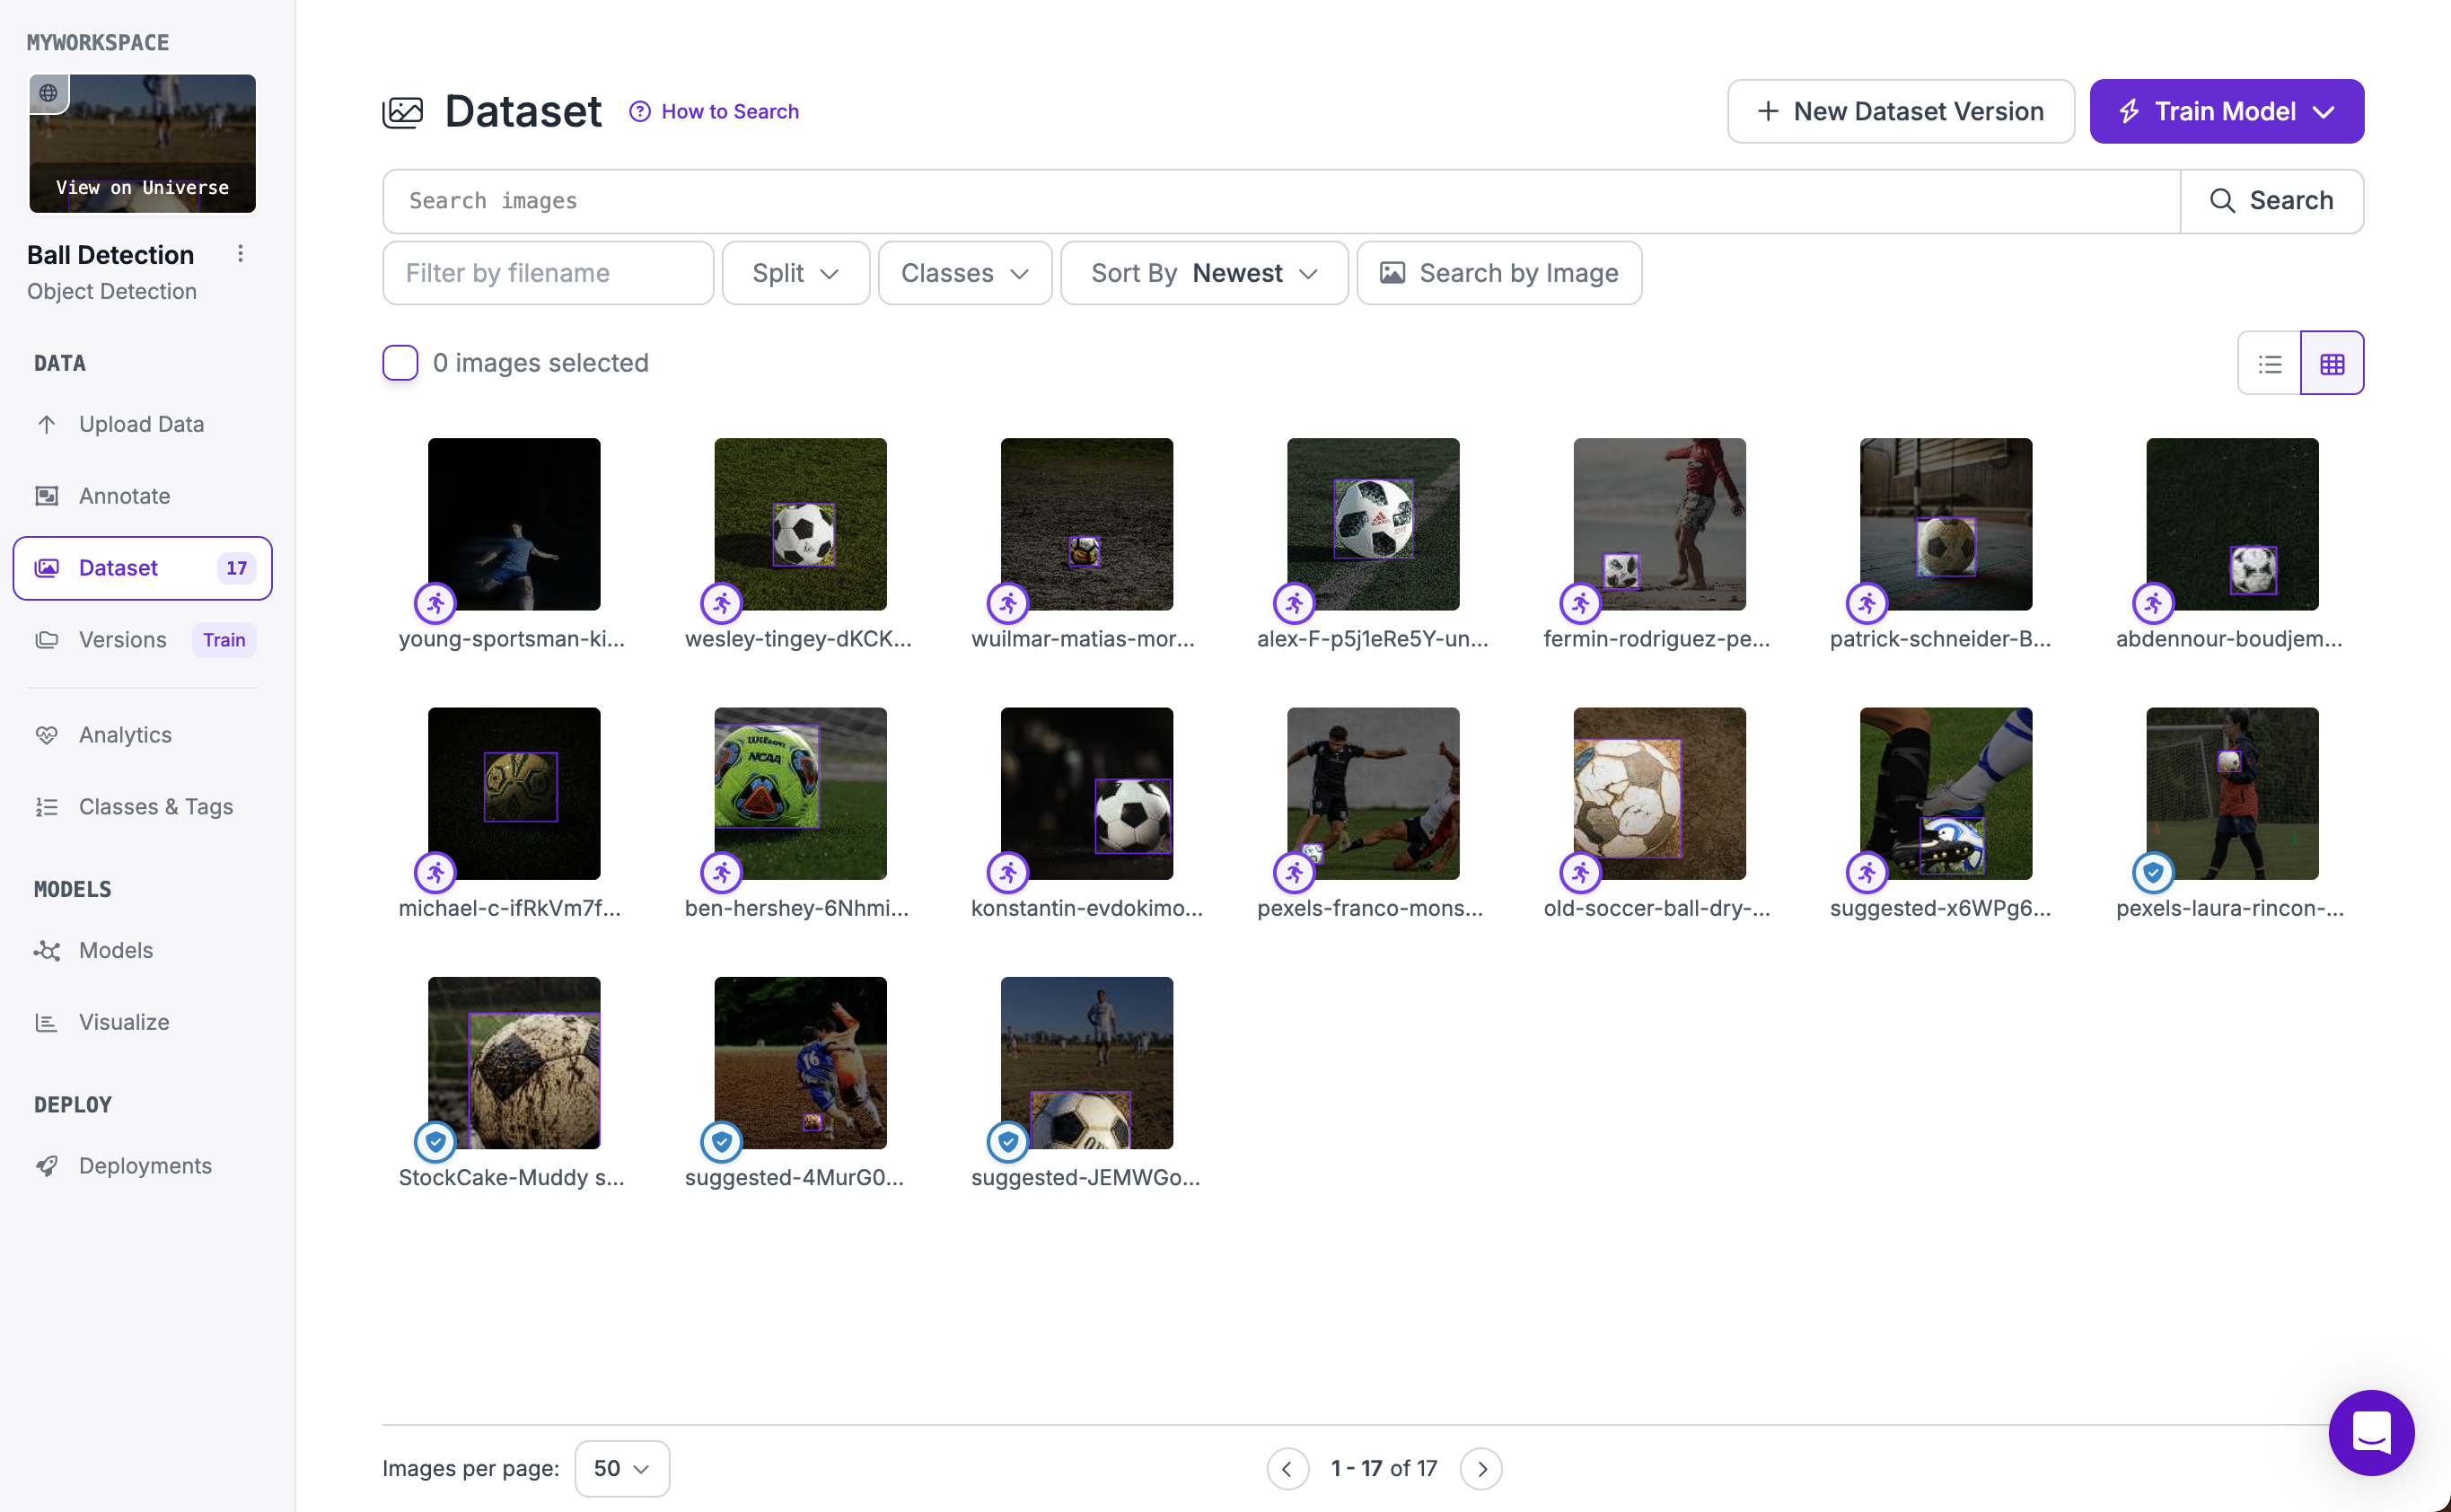 MYWORKSPACE
View on Universe
Ball Detection
Object Detection
DATA
Upload Data
Annotate
Dataset 17
Versions Train
Analytics
Classes & Tags
MODELS
Models
Visualize
DEPLOY
Deployments
Dataset How to Search
New Dataset Version Train Model
Search images Search
Filter by filename Split Classes Sort By Newest Search by Image
0 images selected
young-sportsman-ki... wesley-tingey-dKCK... wuilmar-matias-mor... alex-F-p5j1eRe5Y-un... fermin-rodriguez-pe... patrick-schneider-B... abdennour-boudjem...
Wilson
NCAA
michael-c-ifRkVm7f... ben-hershey-6Nhmi... konstantin-evdokimo... pexels-franco-mons... old-soccer-ball-dry-... suggested-x6WPg6... pexels-laura-rincon-...
16
StockCake-Muddy s... suggested-4MurG0... suggested-JEMWGo...
Images per page: 50 1 - 17 of 17